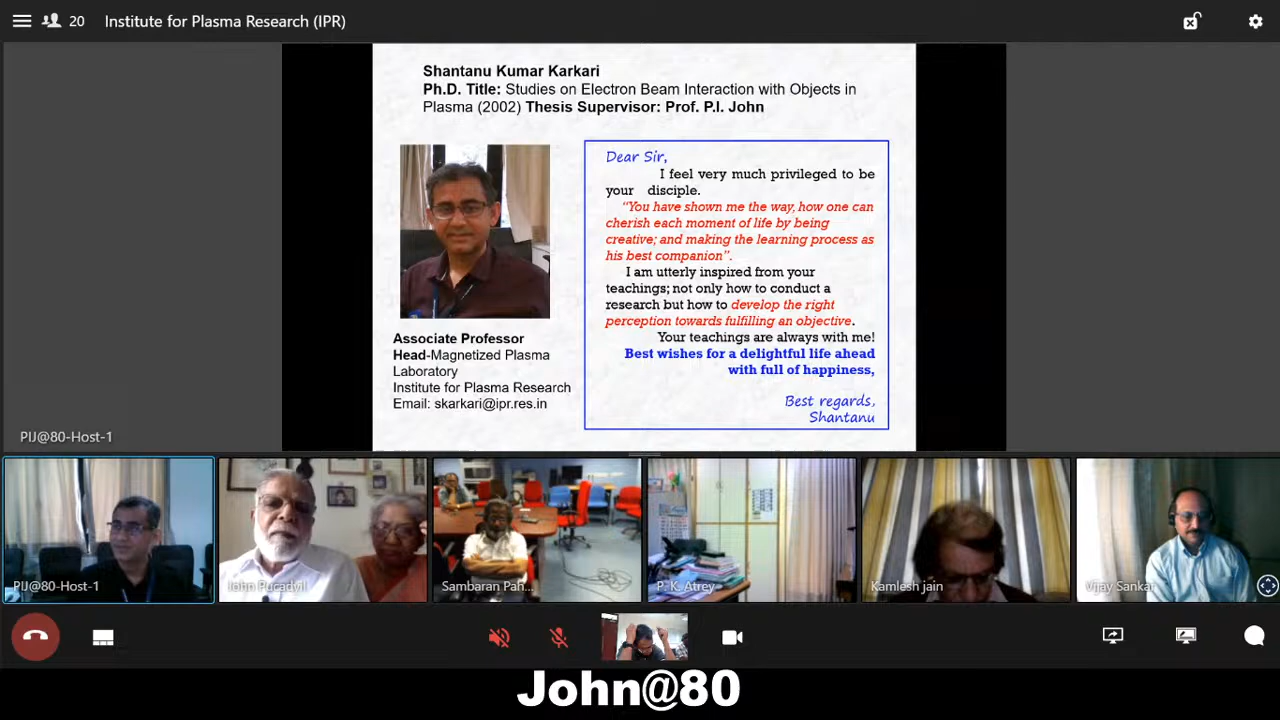 20 Institute for Plasma Research (IPR)
Shantanu Kumar Karkari
Ph.D. Title: Studies on Electron Beam Interaction with Objects in
Plasma (2002) Thesis Supervisor: Prof. P.I. John
Dear Sir,
I feel very much privileged to be
your disciple.
“You have shown me the way, how one can
cherish each moment of life by being
creative; and making the learning process as
his best companion”.
I am utterly inspired from your
teachings; not only how to conduct a
research but how to develop the right
perception towards fulfilling an objective.
Your teachings are always with me!
Best wishes for a delightful life ahead
with full of happiness,
Best regards,
Shantanu
Associate Professor
Head-Magnetized Plasma
Laboratory
Institute for Plasma Research
Email: skarkari@ipr.res.in
PIJ@80-Host-1
PIJ@80-Host-1
John Pucadyil
Sambaran Pah...
P. K. Atrey
Kamlesh jain
Vijay Sankar
John@80